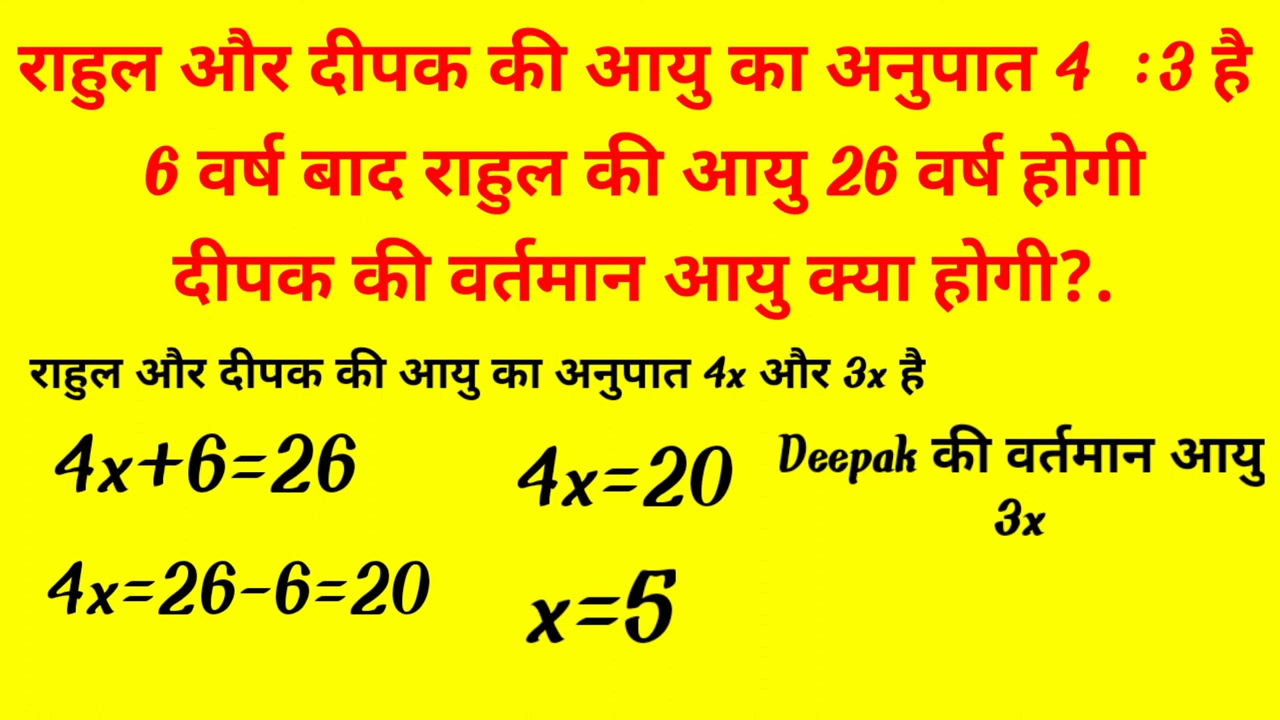 राहुल और दीपक की आयु का अनुपात 4 :3 है
6 वर्ष बाद राहुल की आयु 26 वर्ष होगी
दीपक की वर्तमान आयु क्या होगी?.
राहुल और दीपक की आयु का अनुपात 4x और 3x है
4x+6=26
4x=26-6=20
4x=20
x=5
Deepak की वर्तमान आयु
3x